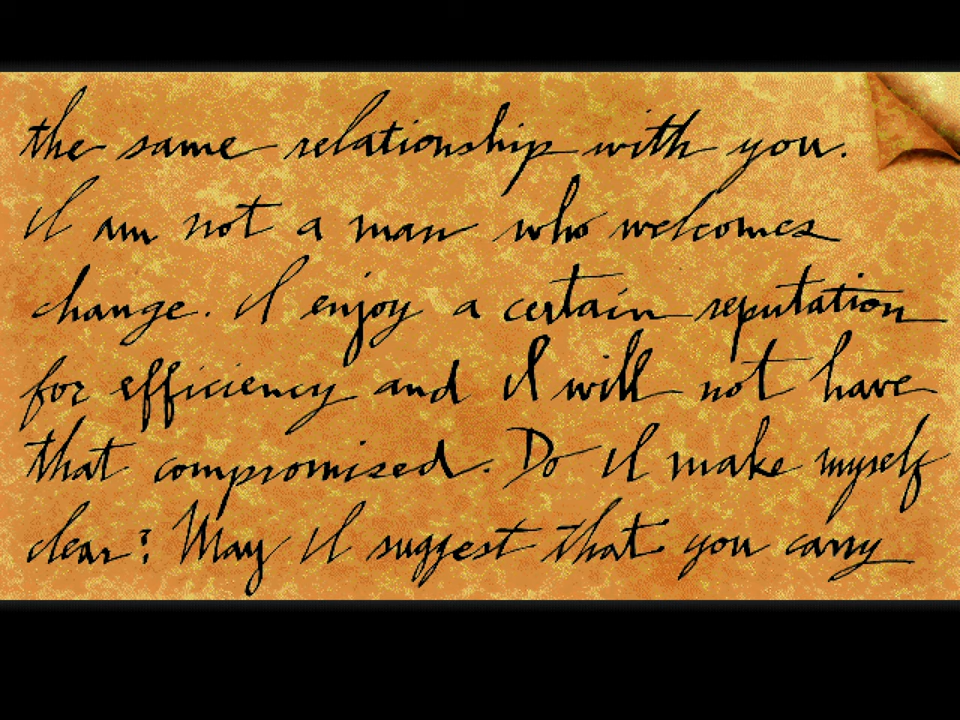 the same relationship with you.
I am not a man who welcomes
change. I enjoy a certain reputation
for efficiency and I will not have
that compromised. Do I make myself
clear? May I suggest that you carry